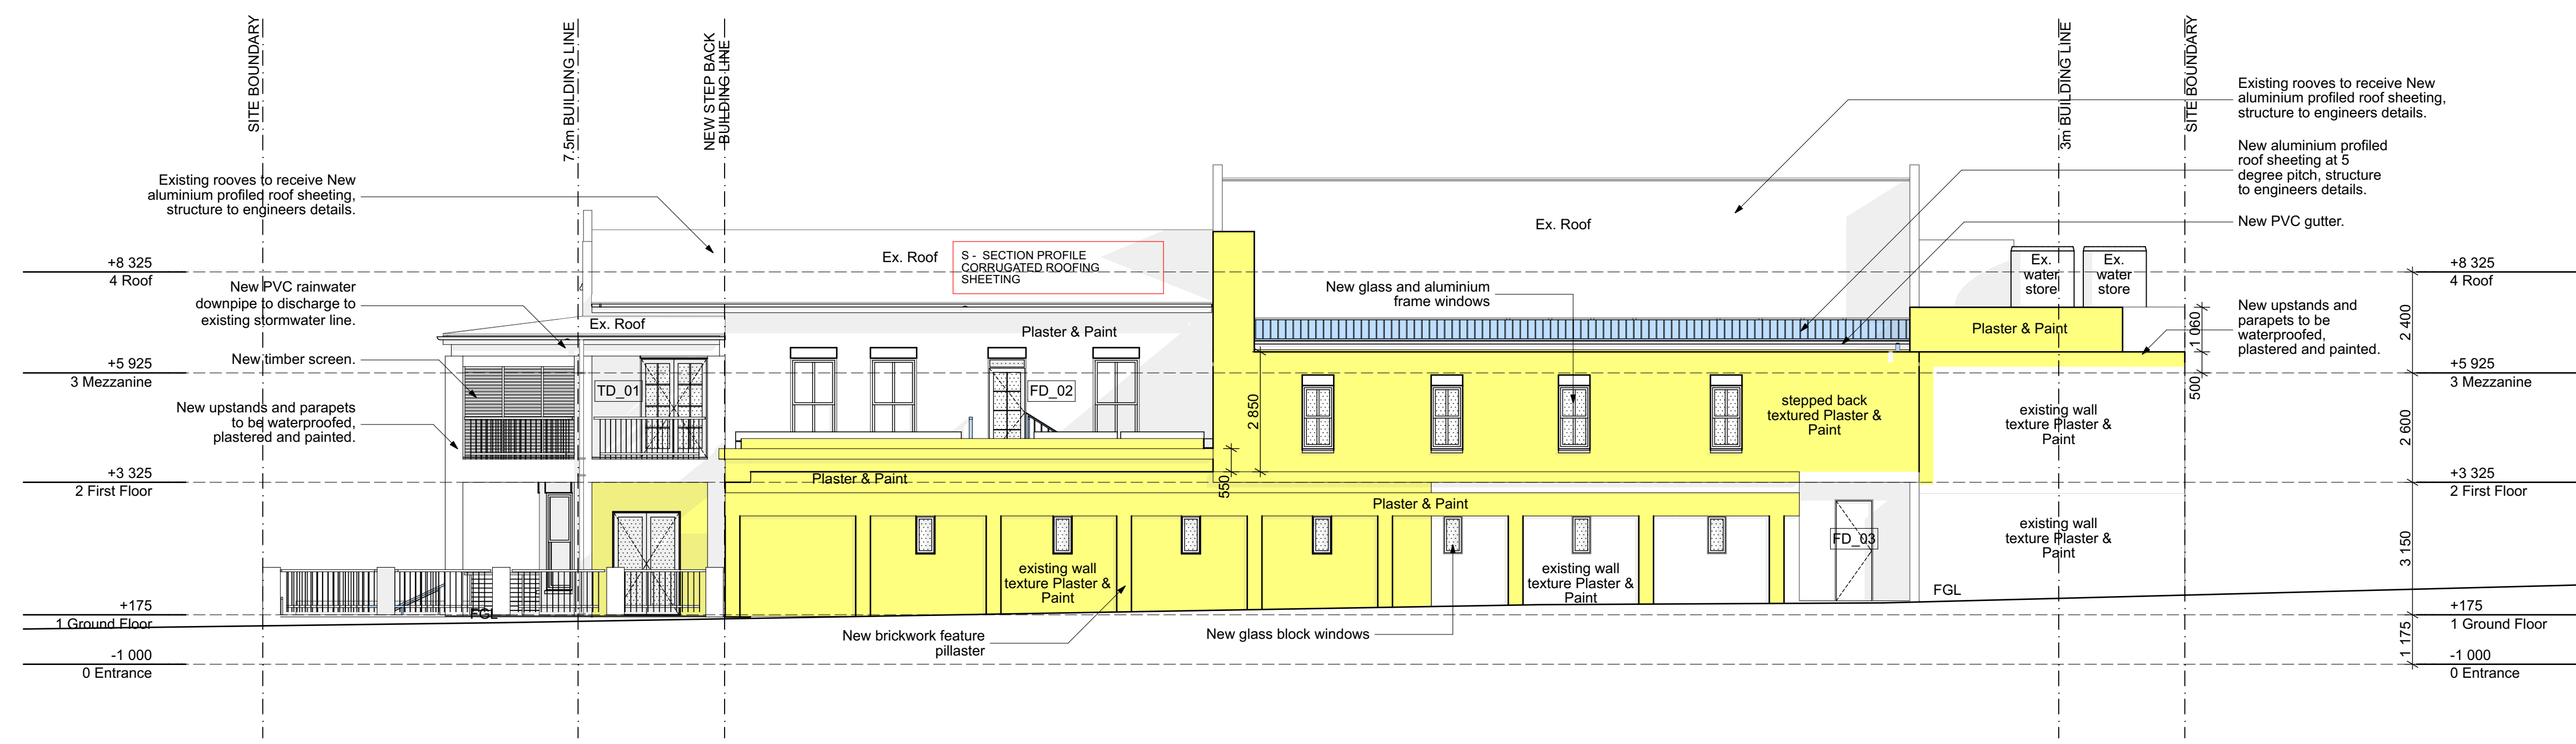 SITE BOUNDARY
7.5m BUILDING LINE
NEW STEP BACK
BUILDING LINE
3m BUILDING LINE
SITE BOUNDARY
Existing rooves to receive New
aluminium profiled roof sheeting,
structure to engineers details.
+8 325
4 Roof
New PVC rainwater
downpipe to discharge to
existing stormwater line.
New timber screen.
+5 925
3 Mezzanine
New upstands and parapets
to be waterproofed,
plastered and painted.
+3 325
2 First Floor
+175
1 Ground Floor
-1 000
0 Entrance
Ex. Roof
TD_01
FGL
Ex. Roof
S - SECTION PROFILE
CORRUGATED ROOFING
SHEETING
Plaster & Paint
FD_02
Plaster & Paint
550
2 850
existing wall
texture Plaster &
Paint
New brickwork feature
pillaster
New glass block windows
Ex. Roof
New glass and aluminium
frame windows
stepped back
textured Plaster &
Paint
Plaster & Paint
existing wall
texture Plaster &
Paint
FD_03
FGL
Ex.
water
store
Ex.
water
store
Plaster & Paint
existing wall
texture Plaster &
Paint
existing wall
texture Plaster &
Paint
1 060
500
Existing rooves to receive New
aluminium profiled roof sheeting,
structure to engineers details.
New aluminium profiled
roof sheeting at 5
degree pitch, structure
to engineers details.
New PVC gutter.
New upstands and
parapets to be
waterproofed,
plastered and painted.
2 400
2 600
3 150
1 175
+8 325
4 Roof
+5 925
3 Mezzanine
+3 325
2 First Floor
+175
1 Ground Floor
-1 000
0 Entrance